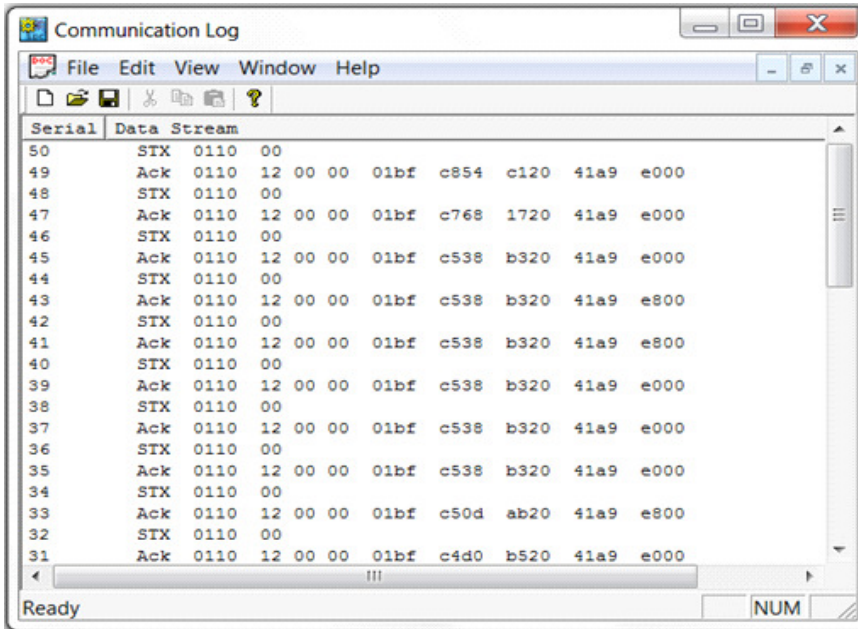 Communication Log
DOC File Edit View Window Help
Serial Data Stream
50 STX 0110 00
49 Ack 0110 12 00 00 01bf c854 c120 41a9 e000
48 STX 0110 00
47 Ack 0110 12 00 00 01bf c768 1720 41a9 e000
46 STX 0110 00
45 Ack 0110 12 00 00 01bf c538 b320 41a9 e000
44 STX 0110 00
43 Ack 0110 12 00 00 01bf c538 b320 41a9 e800
42 STX 0110 00
41 Ack 0110 12 00 00 01bf c538 b320 41a9 e800
40 STX 0110 00
39 Ack 0110 12 00 00 01bf c538 b320 41a9 e000
38 STX 0110 00
37 Ack 0110 12 00 00 01bf c538 b320 41a9 e000
36 STX 0110 00
35 Ack 0110 12 00 00 01bf c538 b320 41a9 e000
34 STX 0110 00
33 Ack 0110 12 00 00 01bf c50d ab20 41a9 e800
32 STX 0110 00
31 Ack 0110 12 00 00 01bf c4d0 b520 41a9 e000
Ready NUM